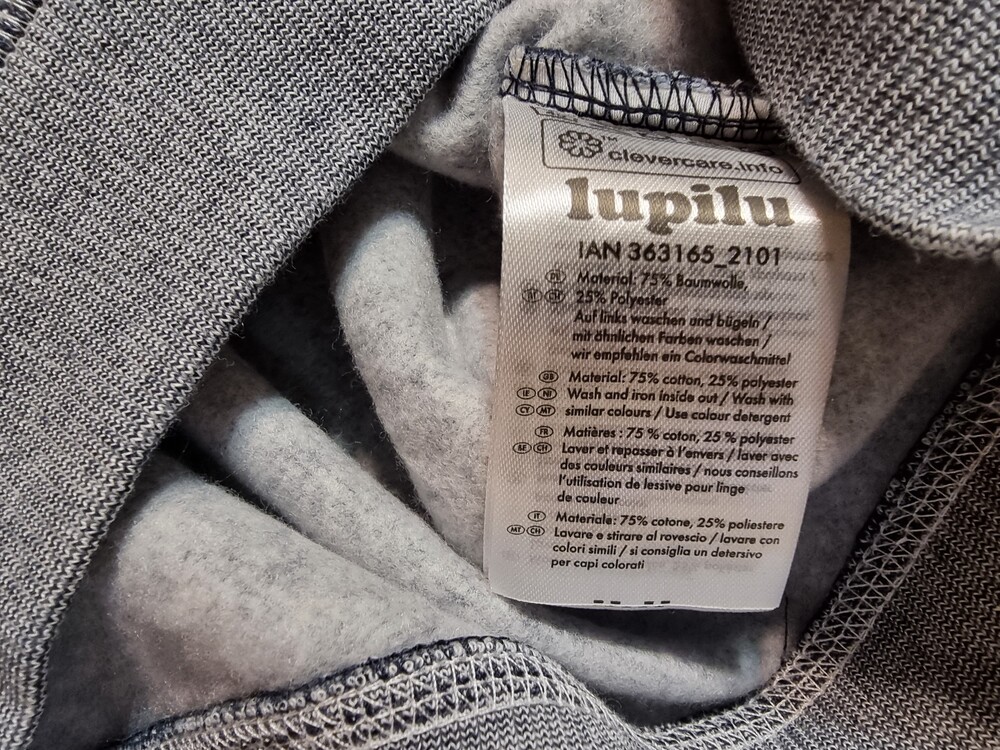 clevercare.info
lupilu
IAN 363165_2101
DE Material: 75% Baumwolle,
AT CH 25% Polyester
Auf links waschen und bügeln /
mit ähnlichen Farben waschen /
wir empfehlen ein Colorwaschmittel
GB Material: 75% cotton, 25% polyester
IE NI Wash and iron inside out / Wash with
CY MT similar colours / Use colour detergent
FR Matières : 75 % coton, 25 % polyester
BE CH Laver et repasser à l'envers / laver avec
des couleurs similaires / nous conseillons
l'utilisation de lessive pour linge
de couleur
IT Materiale: 75% cotone, 25% poliestere
MT CH Lavare e stirare al rovescio / lavare con
colori simili / si consiglia un detersivo
per capi colorati